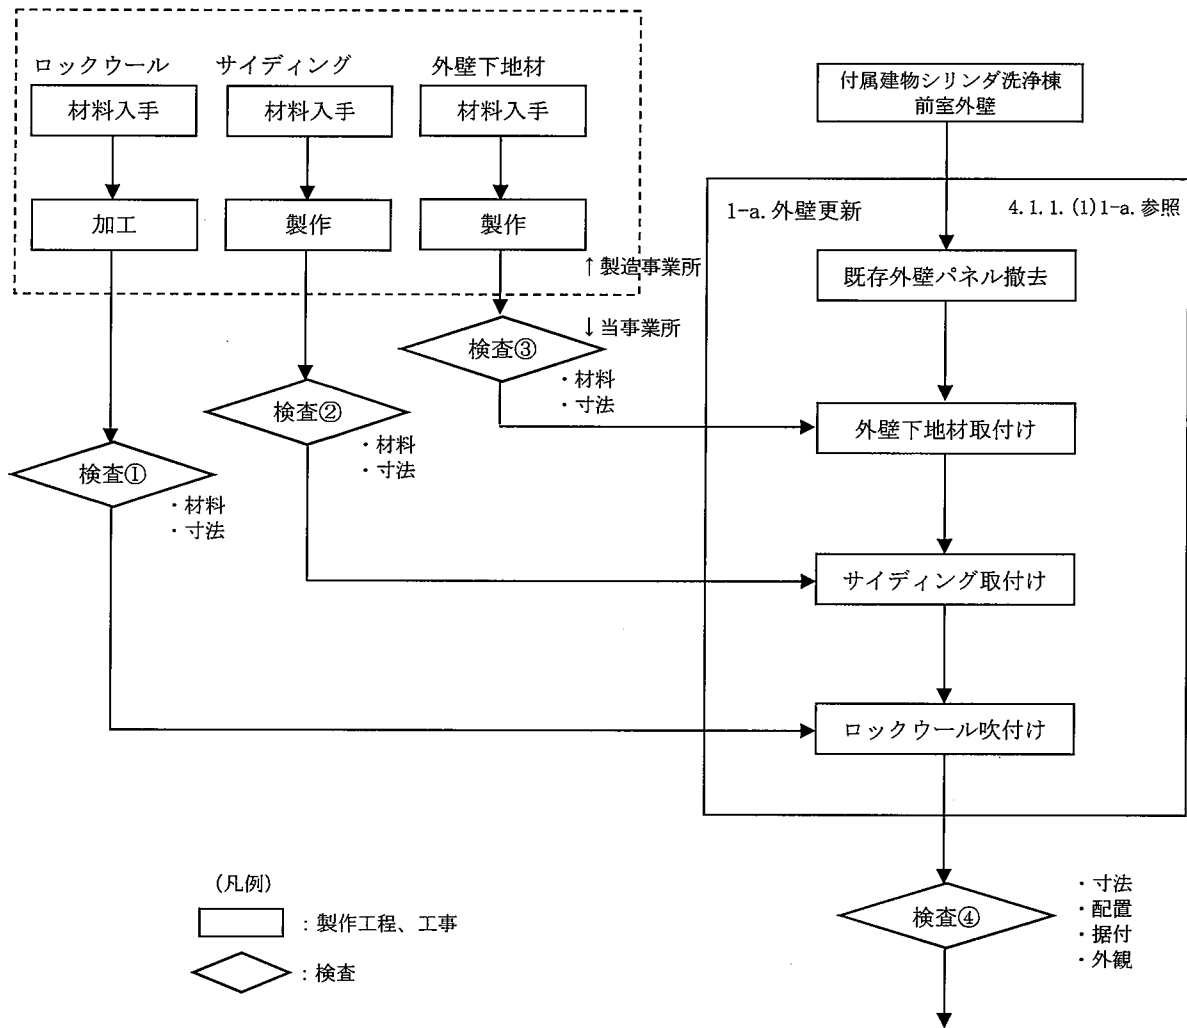 ロックウール
サイディング
外壁下地材
材料入手
材料入手
材料入手
加工
製作
製作
↑製造事業所
↓当事業所
検査③
・材料
・寸法
検査②
・材料
・寸法
検査①
・材料
・寸法
付属建物シリンダ洗浄棟
前室外壁
1-a. 外壁更新
4.1.1.(1)1-a.参照
既存外壁パネル撤去
外壁下地材取付け
サイディング取付け
ロックウール吹付け
検査④
・寸法
・配置
・据付
・外観
(凡例)
：製作工程、工事
：検査